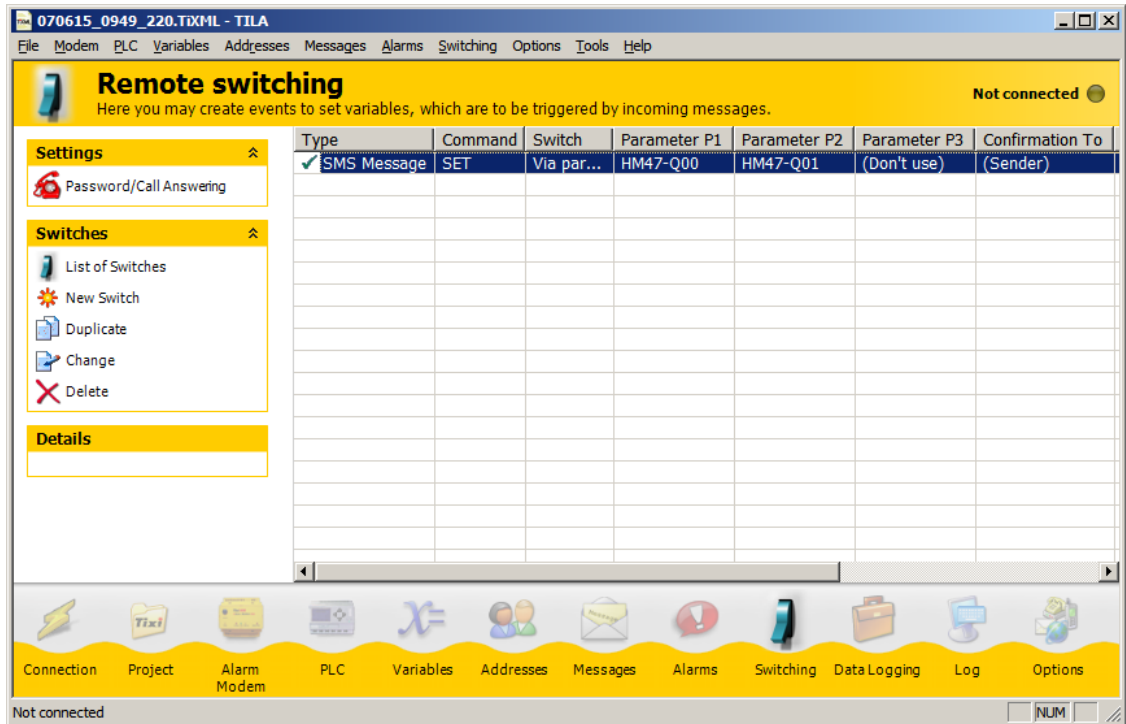 070615_0949_220.TiXML - TILA
File Modem PLC Variables Addresses Messages Alarms Switching Options Tools Help
Remote switching
Here you may create events to set variables, which are to be triggered by incoming messages.
Not connected
Settings
Password/Call Answering
Switches
List of Switches
New Switch
Duplicate
Change
Delete
Details
Type Command Switch Parameter P1 Parameter P2 Parameter P3 Confirmation To
SMS Message SET Via par... HM47-Q00 HM47-Q01 (Don't use) (Sender)
Tixi
Connection Project Alarm Modem PLC Variables Addresses Messages Alarms Switching Data Logging Log Options
Not connected NUM